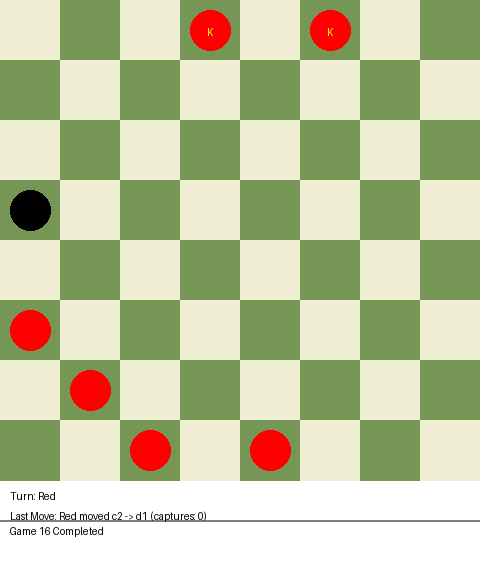 K K
Turn: Red
Last Move: Red moved c2 -> d1 (captures: 0)
Game 16 Completed